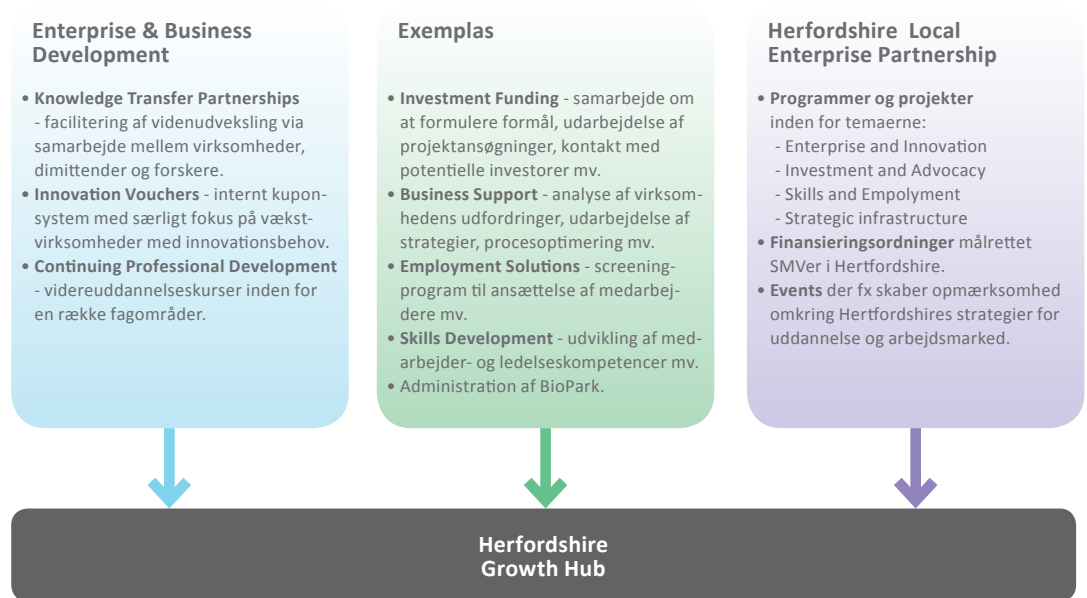 Enterprise & Business
Development
• Knowledge Transfer Partnerships
- facilitering af videnudveksling via
samarbejde mellem virksomheder,
dimittender og forskere.
• Innovation Vouchers - internt kupon-
system med særligt fokus på vækst-
virksomheder med innovationsbehov.
• Continuing Professional Development
- videreuddannelseskurser inden for
en række fagområder.
Exemplas
• Investment Funding - samarbejde om
at formulere formål, udarbejdelse af
projektansøgninger, kontakt med
potentielle investorer mv.
• Business Support - analyse af virksom-
hedens udfordringer, udarbejdelse af
strategier, procesoptimering mv.
• Employment Solutions - screening-
program til ansættelse af medarbej-
dere mv.
• Skills Development - udvikling af med-
arbejder- og ledelseskompetencer mv.
• Administration af BioPark.
Herfordshire Local
Enterprise Partnership
• Programmer og projekter
inden for temaerne:
- Enterprise and Innovation
- Investment and Advocacy
- Skills and Empolyment
- Strategic infrastructure
• Finansieringsordninger målrettet
SMVer i Hertfordshire.
• Events der fx skaber opmærksomhed
omkring Hertfordshires strategier for
uddannelse og arbejdsmarked.
Herfordshire
Growth Hub